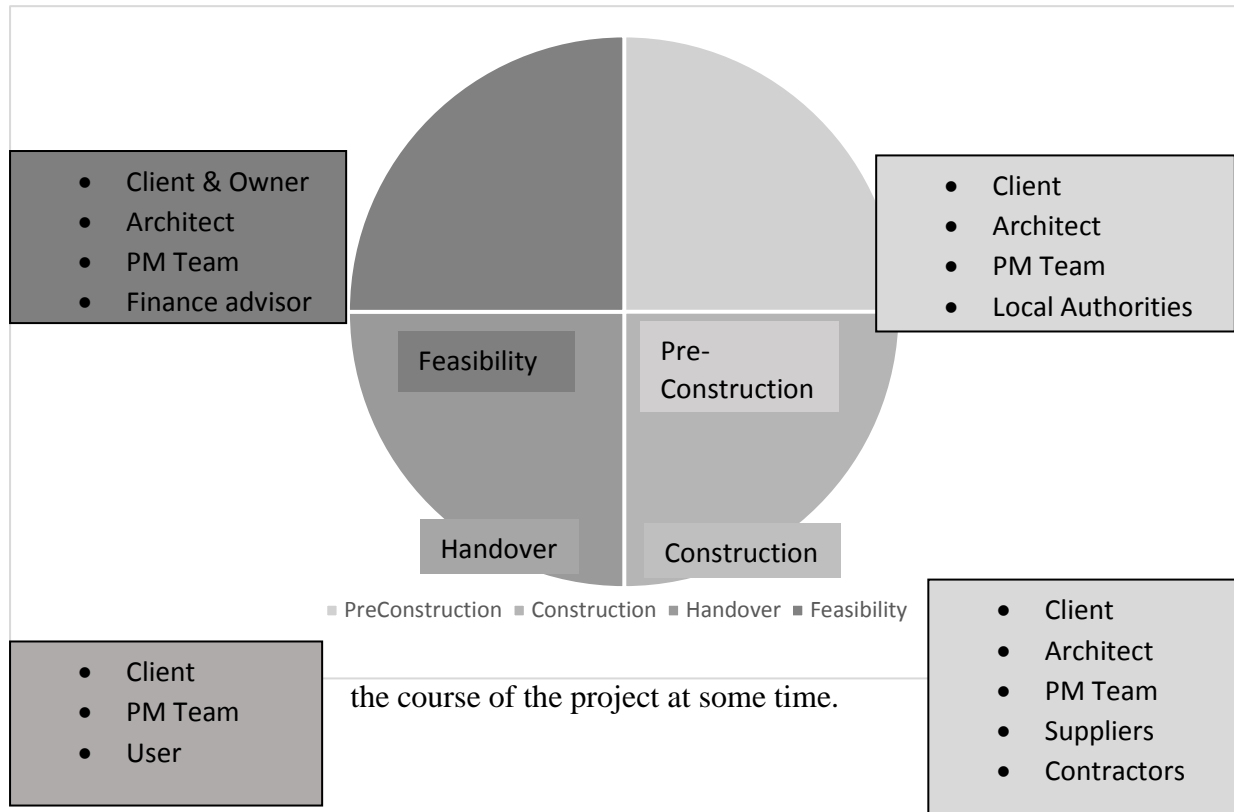 • Client & Owner
• Architect
• PM Team
• Finance advisor
• Client
• Architect
• PM Team
• Local Authorities
Feasibility
Pre-
Construction
Handover
Construction
PreConstruction Construction Handover Feasibility
• Client
• PM Team
• User
the course of the project at some time.
• Client
• Architect
• PM Team
• Suppliers
• Contractors